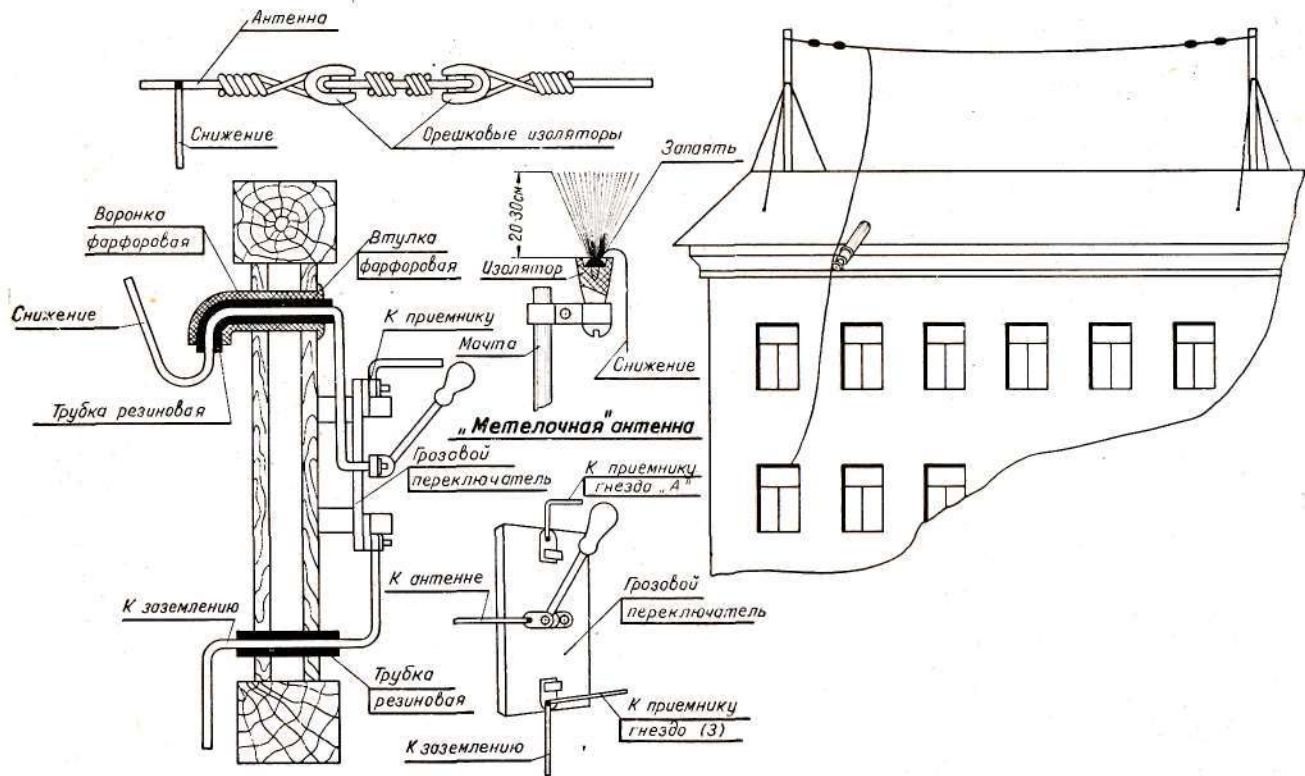 Антенна
Снижение
Орешковые изоляторы
Запаять
20-30см
Изолятор
Мачта
Снижение
„Метелочная" антенна
Воронка
фарфоровая
Втулка
фарфоровая
Снижение
К приемнику
Трубка резиновая
Грозовой
переключатель
К заземлению
Трубка
резиновая
К приемнику
гнездо „А"
К антенне
Грозовой
переключатель
К приемнику
гнездо (З)
К заземлению